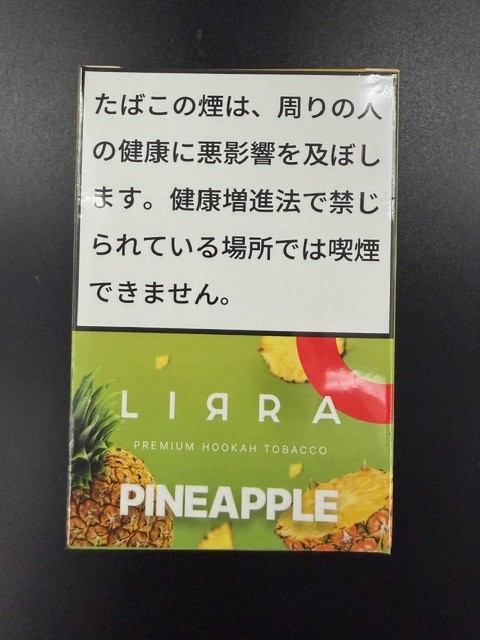 たばこの煙は、周りの人
の健康に悪影響を及ぼし
ます。健康増進法で禁じ
られている場所では喫煙
できません。
LIЯRA
PREMIUM HOOKAH TOBACCO
PINEAPPLE